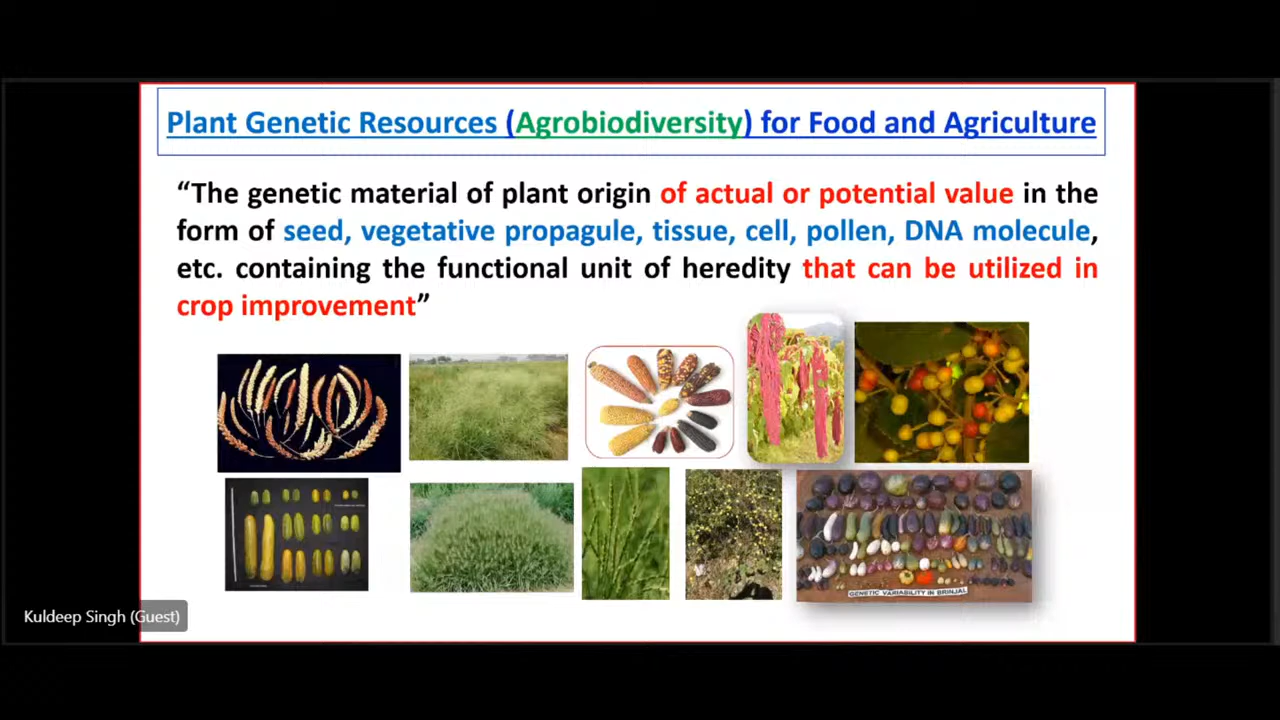 Plant Genetic Resources (Agrobiodiversity) for Food and Agriculture
“The genetic material of plant origin of actual or potential value in the
form of seed, vegetative propagule, tissue, cell, pollen, DNA molecule,
etc. containing the functional unit of heredity that can be utilized in
crop improvement”
GENETIC VARIABILITY IN BRINJAL
Kuldeep Singh (Guest)